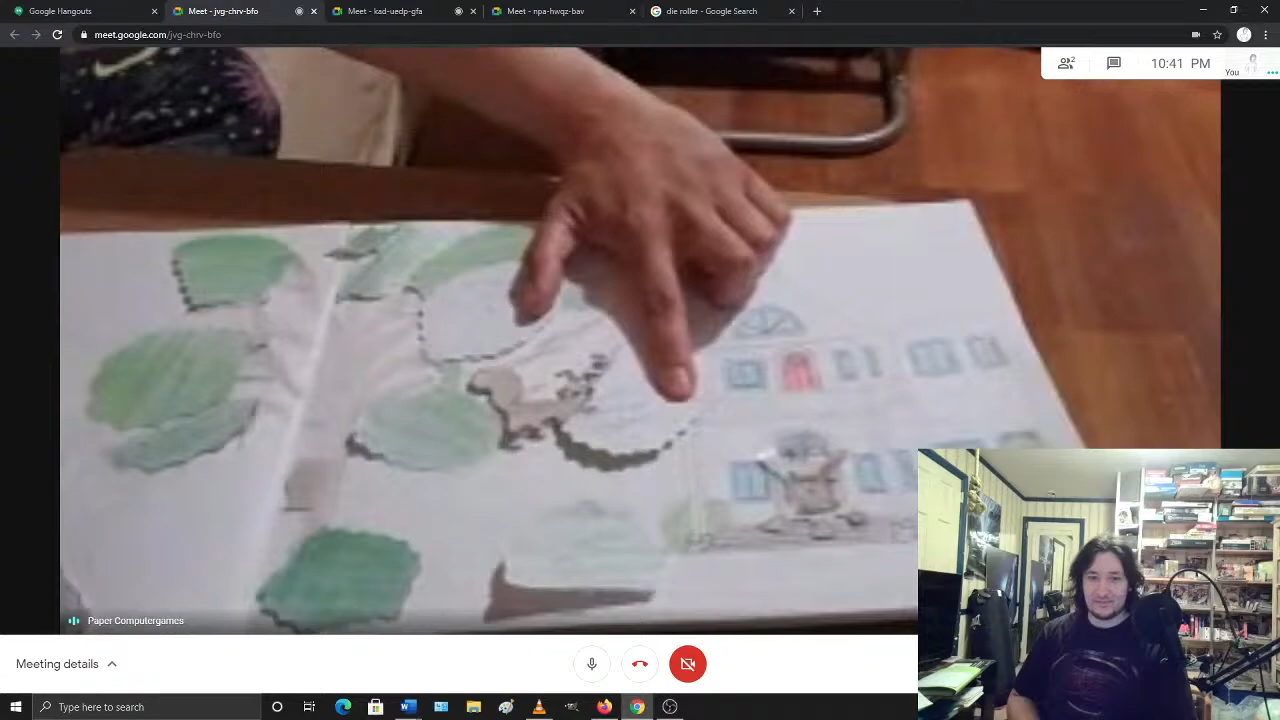 Google Hangouts
Meet - jvg-chrv-bfo
Meet - kad-uedp-gfa
Meet - npa-hwqz-bav
die roller - Google Search
meet.google.com/jvg-chrv-bfo
2
10:41 PM
You
Paper Computergames
Meeting details
Type here to search